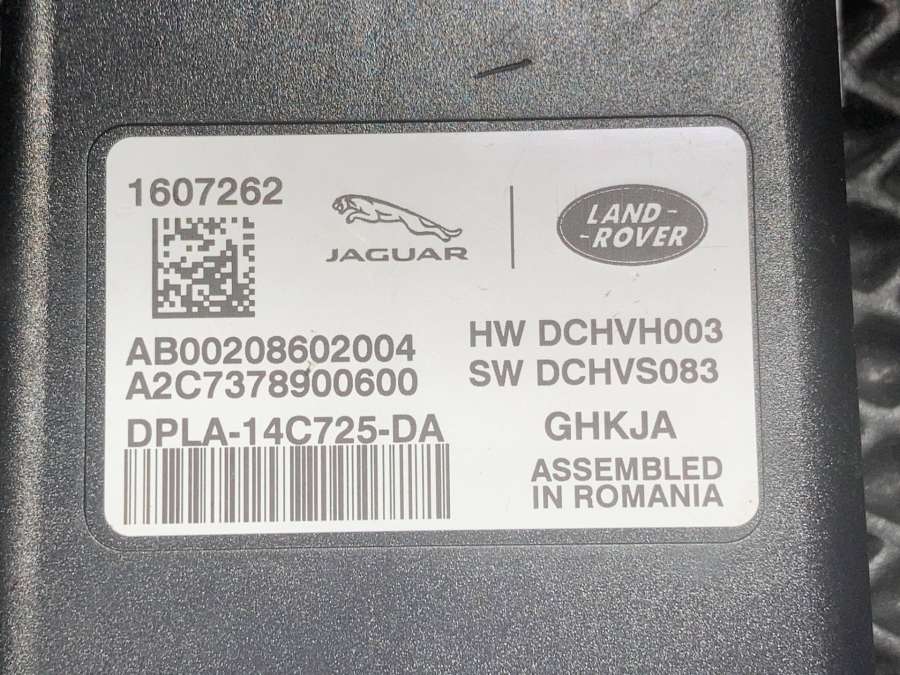 1607262
JAGUAR
LAND-
-ROVER
AB00208602004
A2C7378900600
HW DCHVH003
SW DCHVS083
DPLA-14C725-DA
GHKJA
ASSEMBLED
IN ROMANIA